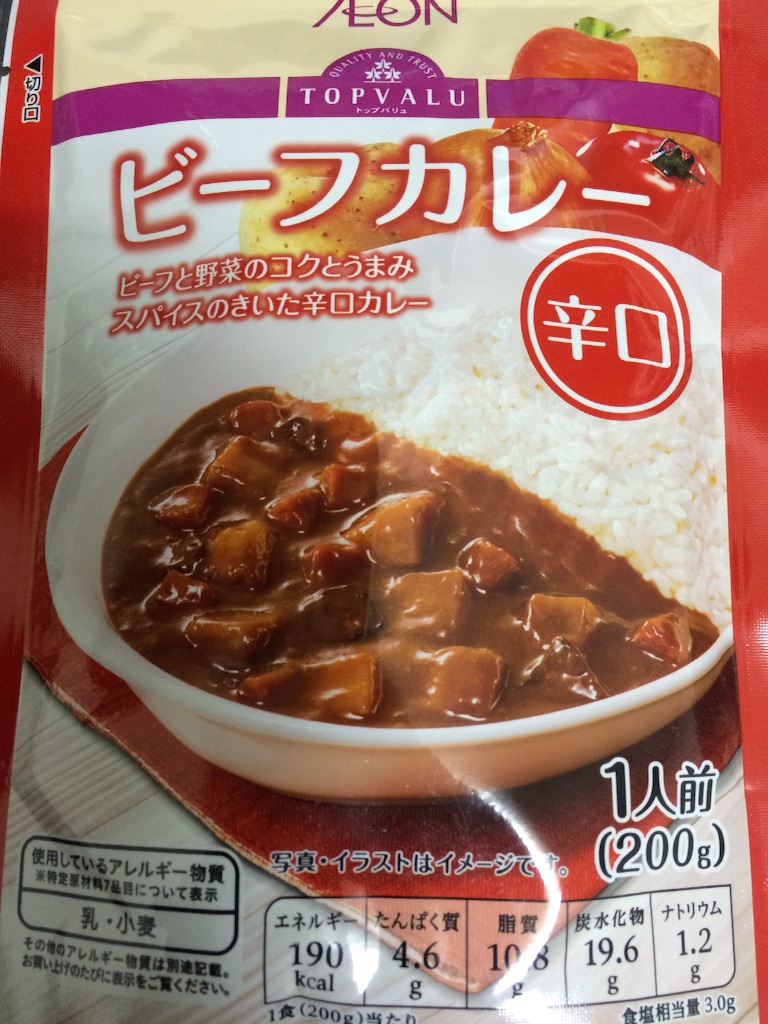 ÆON
◀切り口
QUALITY AND TRUST
TOPVALU
トップバリュ
ビーフカレー
ビーフと野菜のコクとうまみ
スパイスのきいた辛口カレー
辛口
1人前
(200g)
写真・イラストはイメージです。
使用しているアレルギー物質
※特定原材料7品目について表示
乳・小麦
その他のアレルギー物質は別途記載。
お買い上げのたびに表示をご覧ください。
エネルギー たんぱく質 脂質 炭水化物 ナトリウム
190 4.6 10.8 19.6 1.2
kcal g g g g
1食(200g)当たり 食塩相当量3.0g